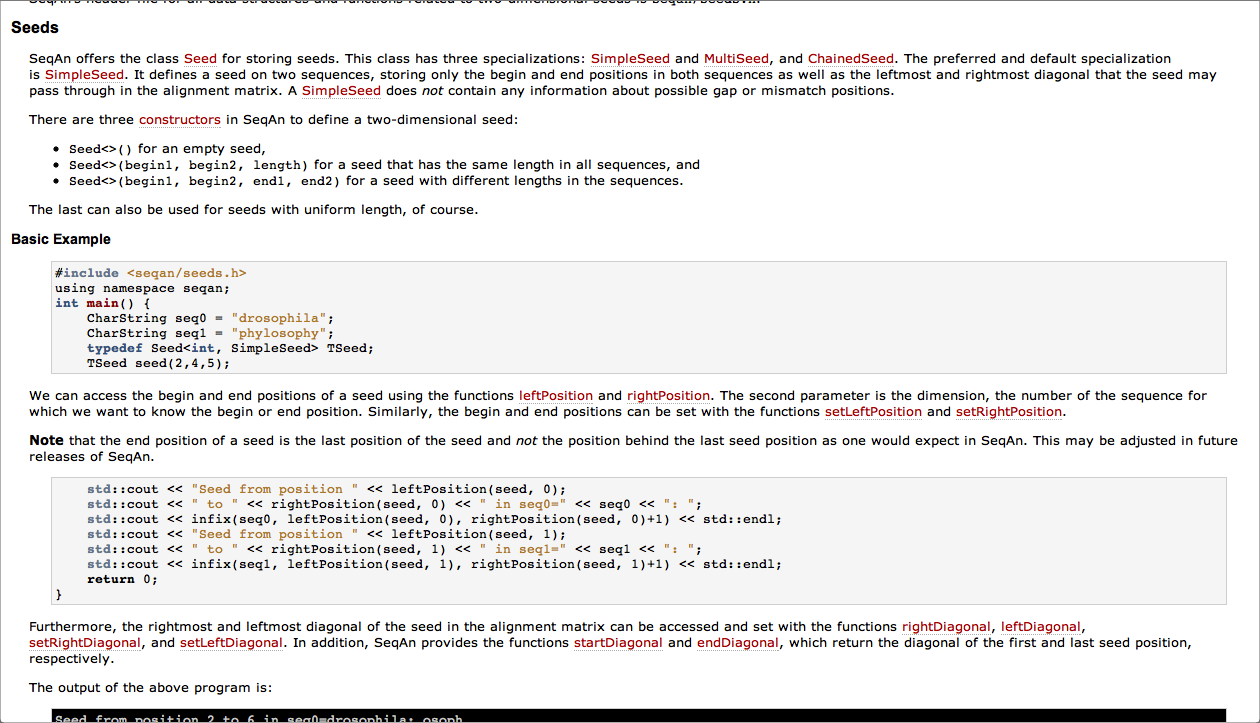 SeqAn's header file for all data structures and functions related to two-dimensional seeds is seqan/seeds.h.
Seeds
SeqAn offers the class Seed for storing seeds. This class has three specializations: SimpleSeed and MultiSeed, and ChainedSeed. The preferred and default specialization
is SimpleSeed. It defines a seed on two sequences, storing only the begin and end positions in both sequences as well as the leftmost and rightmost diagonal that the seed may
pass through in the alignment matrix. A SimpleSeed does not contain any information about possible gap or mismatch positions.
There are three constructors in SeqAn to define a two-dimensional seed:
• Seed<>() for an empty seed,
• Seed<>(begin1, begin2, length) for a seed that has the same length in all sequences, and
• Seed<>(begin1, begin2, end1, end2) for a seed with different lengths in the sequences.
The last can also be used for seeds with uniform length, of course.
Basic Example
#include <seqan/seeds.h>
using namespace seqan;
int main() {
    CharString seq0 = "drosophila";
    CharString seq1 = "phylosophy";
    typedef Seed<int, SimpleSeed> TSeed;
    TSeed seed(2,4,5);
We can access the begin and end positions of a seed using the functions leftPosition and rightPosition. The second parameter is the dimension, the number of the sequence for
which we want to know the begin or end position. Similarly, the begin and end positions can be set with the functions setLeftPosition and setRightPosition.
Note that the end position of a seed is the last position of the seed and not the position behind the last seed position as one would expect in SeqAn. This may be adjusted in future
releases of SeqAn.
    std::cout << "Seed from position " << leftPosition(seed, 0);
    std::cout << " to " << rightPosition(seed, 0) << " in seq0=" << seq0 << ": ";
    std::cout << infix(seq0, leftPosition(seed, 0), rightPosition(seed, 0)+1) << std::endl;
    std::cout << "Seed from position " << leftPosition(seed, 1);
    std::cout << " to " << rightPosition(seed, 1) << " in seq1=" << seq1 << ": ";
    std::cout << infix(seq1, leftPosition(seed, 1), rightPosition(seed, 1)+1) << std::endl;
    return 0;
}
Furthermore, the rightmost and leftmost diagonal of the seed in the alignment matrix can be accessed and set with the functions rightDiagonal, leftDiagonal,
setRightDiagonal, and setLeftDiagonal. In addition, SeqAn provides the functions startDiagonal and endDiagonal, which return the diagonal of the first and last seed position,
respectively.
The output of the above program is:
Seed from position 2 to 6 in seq0=drosophila: osoph